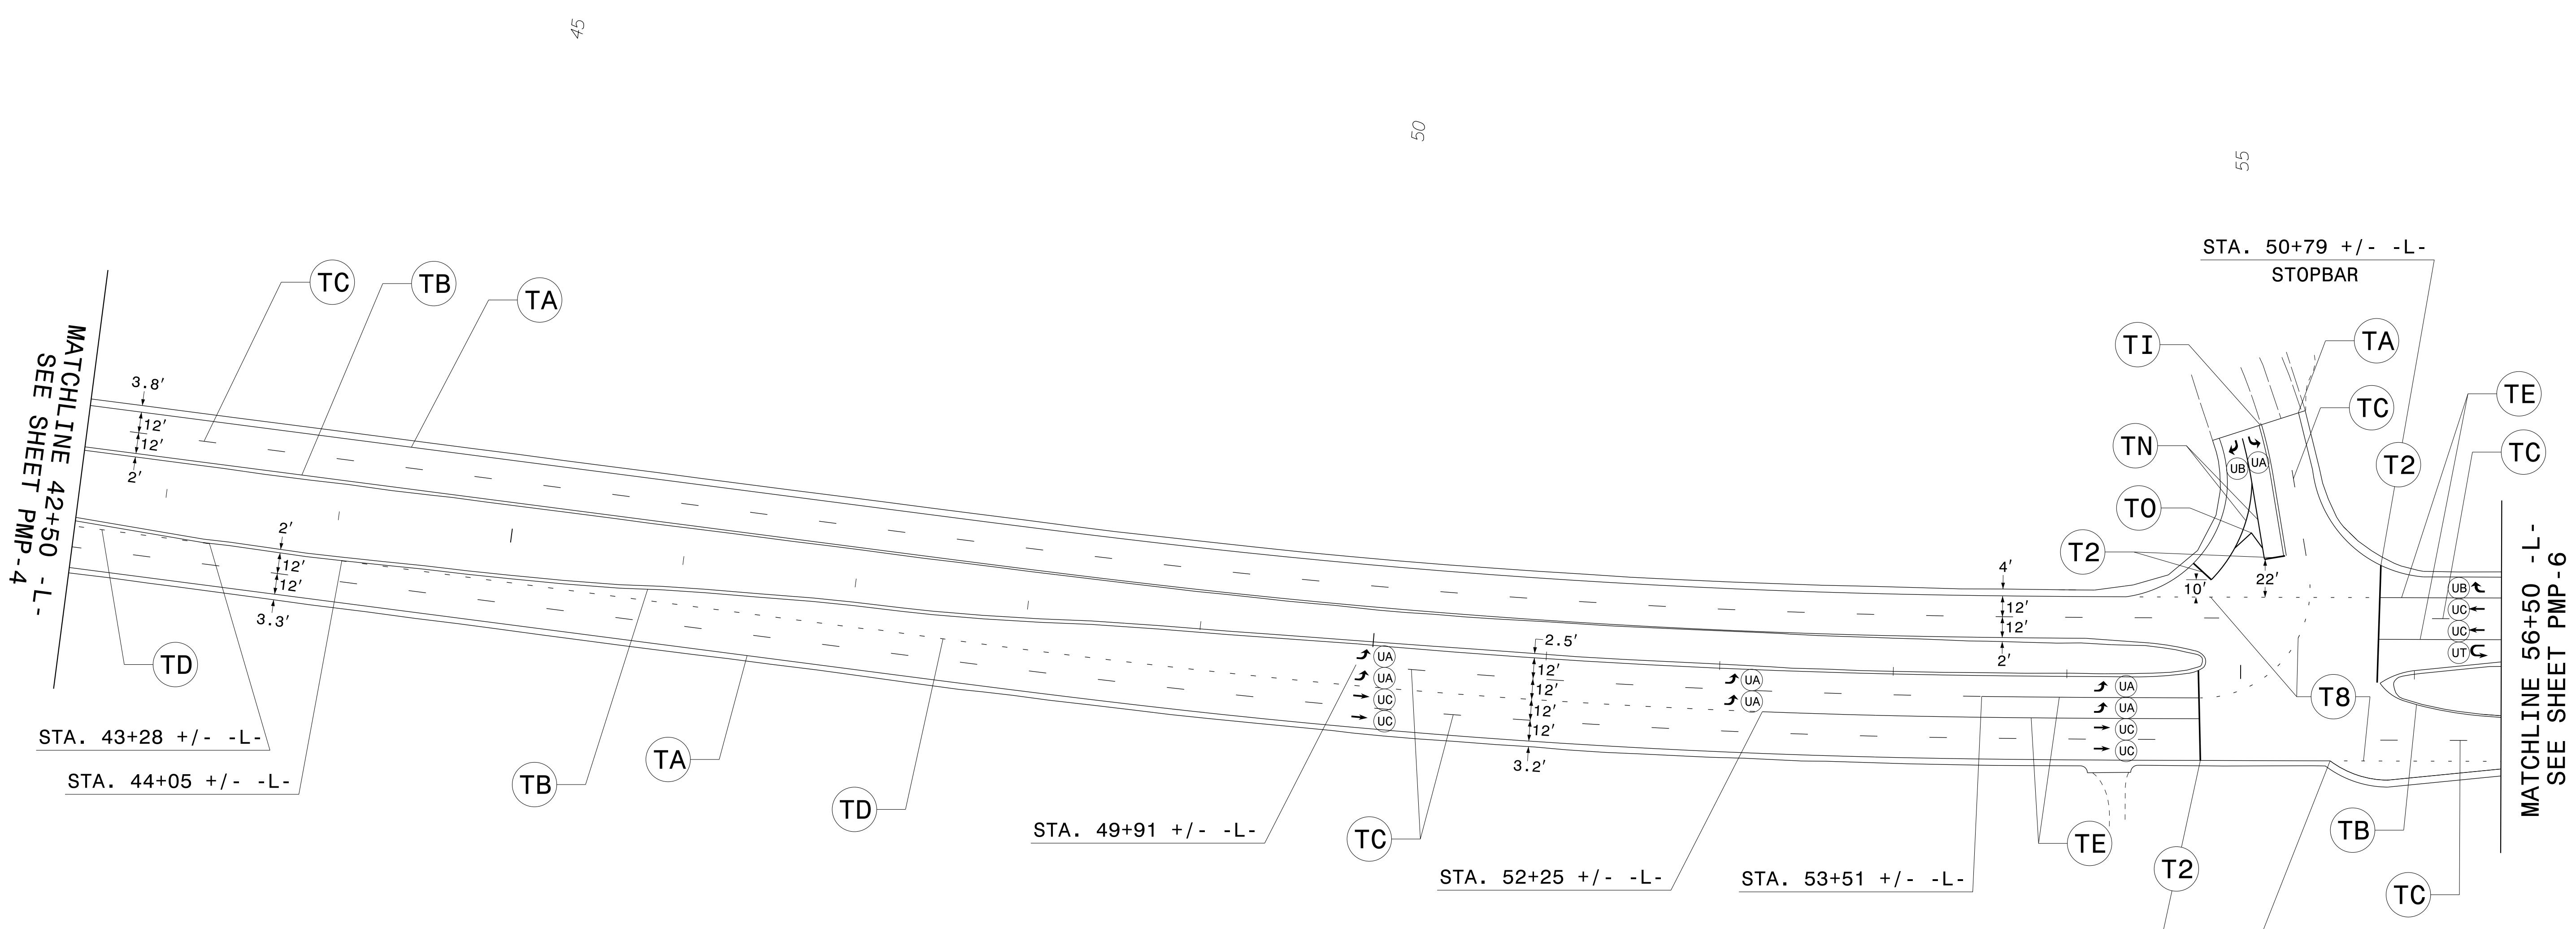 45
50
55
STA. 50+79 +/- -L-
STOPBAR
TC
TB
TA
TI
TA
TE
TC
TN
TC
T2
TO
T2
MATCHLINE 42+50 -L-
SEE SHEET PMP-4
3.8'
12'
12'
2'
2'
12'
12'
3.3'
UB
UA
10'
22'
4'
12'
12'
2'
UB
UC
UC
UT
MATCHLINE 56+50 -L-
SEE SHEET PMP-6
UA
UA
UC
UC
2.5'
12'
12'
12'
12'
3.2'
UA
UA
UA
UA
UC
UC
T8
TD
STA. 43+28 +/- -L-
STA. 44+05 +/- -L-
TB
TA
TD
STA. 49+91 +/- -L-
TC
STA. 52+25 +/- -L-
STA. 53+51 +/- -L-
TE
T2
TB
TC